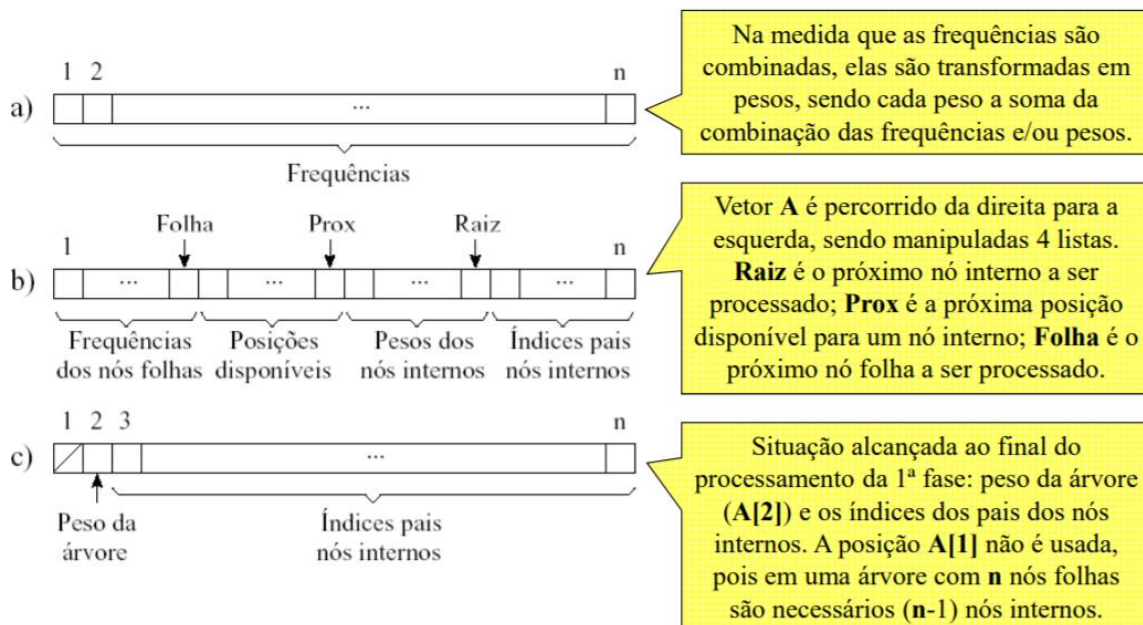 1 2 n
a) ...
Frequências
Na medida que as frequências são
combinadas, elas são transformadas em
pesos, sendo cada peso a soma da
combinação das frequências e/ou pesos.
Folha Prox Raiz
1 n
b) ... ... ... ...
Frequências
dos nós folhas
Posições
disponíveis
Pesos dos
nós internos
Índices pais
nós internos
Vetor A é percorrido da direita para a
esquerda, sendo manipuladas 4 listas.
Raiz é o próximo nó interno a ser
processado; Prox é a próxima posição
disponível para um nó interno; Folha é o
próximo nó folha a ser processado.
1 2 3 n
c) ...
Peso da
árvore
Índices pais
nós internos
Situação alcançada ao final do
processamento da 1ª fase: peso da árvore
(A[2]) e os índices dos pais dos nós
internos. A posição A[1] não é usada,
pois em uma árvore com n nós folhas
são necessários (n-1) nós internos.